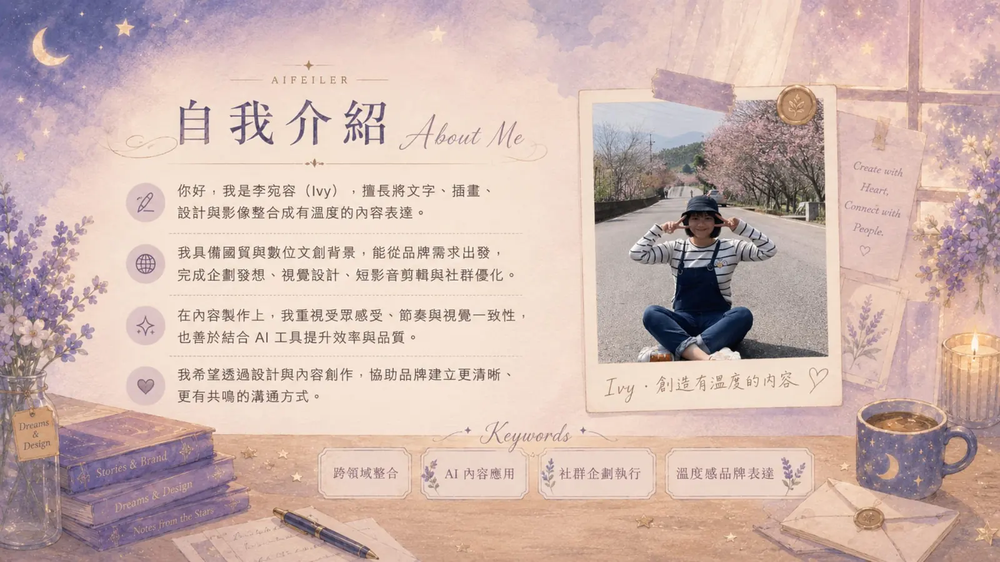 AIFEILER
自我介紹 About Me
你好，我是李宛容（Ivy），擅長將文字、插畫、
設計與影像整合成有溫度的內容表達。
我具備國貿與數位文創背景，能從品牌需求出發，
完成企劃發想、視覺設計、短影音剪輯與社群優化。
在內容製作上，我重視受眾感受、節奏與視覺一致性，
也善於結合 AI 工具提升效率與品質。
我希望透過設計與內容創作，協助品牌建立更清晰、
更有共鳴的溝通方式。
Ivy · 創造有溫度的內容
Create with
Heart,
Connect with
People.
Keywords
跨領域整合
AI 內容應用
社群企劃執行
溫度感品牌表達
Dreams
&
Design
Stories & Brand
Dreams & Design
Notes from the Stars